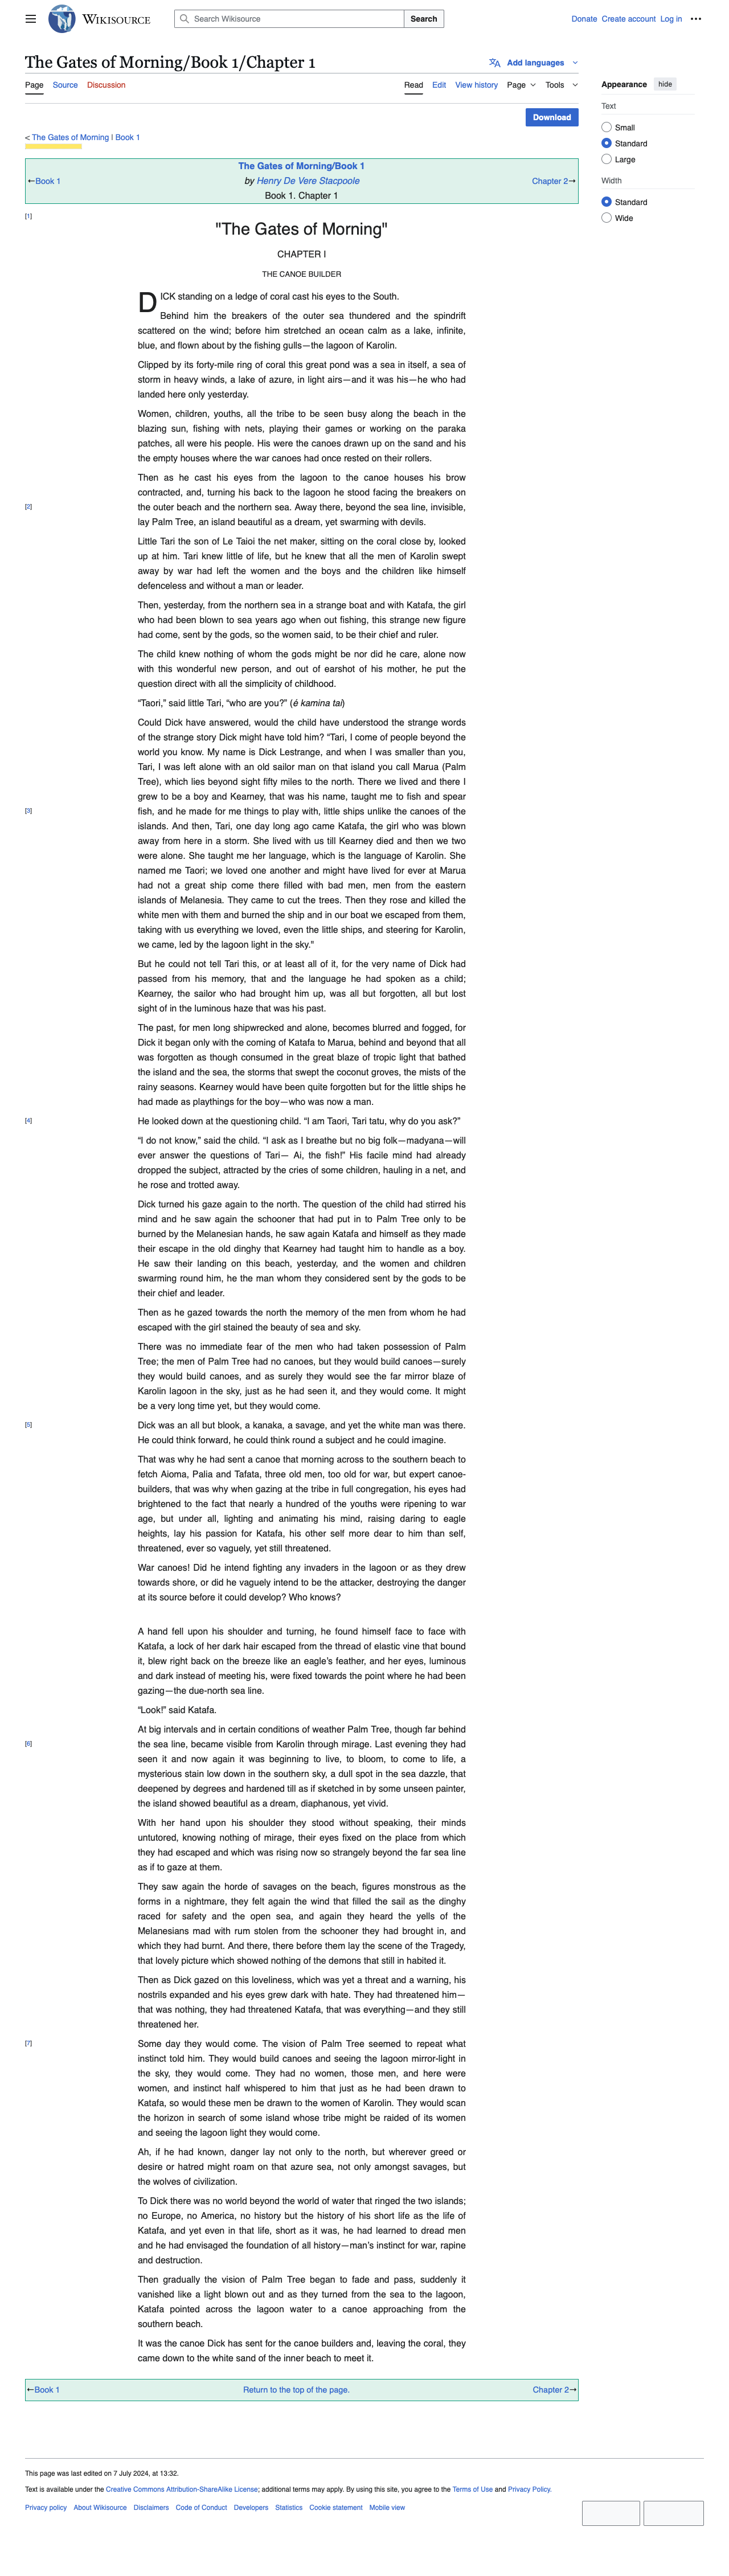 WIKISOURCE
Search Wikisource
Search
Donate Create account Log in
The Gates of Morning/Book 1/Chapter 1
Add languages
Page Source Discussion
Read Edit View history Page Tools
Appearance hide
Text
Small
Standard
Large
Width
Standard
Wide
Download
< The Gates of Morning | Book 1
The Gates of Morning/Book 1
←Book 1
by Henry De Vere Stacpoole
Chapter 2→
Book 1. Chapter 1
[1]
"The Gates of Morning"
CHAPTER I
THE CANOE BUILDER
DICK standing on a ledge of coral cast his eyes to the South.
Behind him the breakers of the outer sea thundered and the spindrift
scattered on the wind; before him stretched an ocean calm as a lake, infinite,
blue, and flown about by the fishing gulls—the lagoon of Karolin.
Clipped by its forty-mile ring of coral this great pond was a sea in itself, a sea of
storm in heavy winds, a lake of azure, in light airs—and it was his—he who had
landed here only yesterday.
Women, children, youths, all the tribe to be seen busy along the beach in the
blazing sun, fishing with nets, playing their games or working on the paraka
patches, all were his people. His were the canoes drawn up on the sand and his
the empty houses where the war canoes had once rested on their rollers.
Then as he cast his eyes from the lagoon to the canoe houses his brow
contracted, and, turning his back to the lagoon he stood facing the breakers on
[2]
the outer beach and the northern sea. Away there, beyond the sea line, invisible,
lay Palm Tree, an island beautiful as a dream, yet swarming with devils.
Little Tari the son of Le Taioi the net maker, sitting on the coral close by, looked
up at him. Tari knew little of life, but he knew that all the men of Karolin swept
away by war had left the women and the boys and the children like himself
defenceless and without a man or leader.
Then, yesterday, from the northern sea in a strange boat and with Katafa, the girl
who had been blown to sea years ago when out fishing, this strange new figure
had come, sent by the gods, so the women said, to be their chief and ruler.
The child knew nothing of whom the gods might be nor did he care, alone now
with this wonderful new person, and out of earshot of his mother, he put the
question direct with all the simplicity of childhood.
“Taori,” said little Tari, “who are you?” (é kamina tai)
Could Dick have answered, would the child have understood the strange words
of the strange story Dick might have told him? “Tari, I come of people beyond the
world you know. My name is Dick Lestrange, and when I was smaller than you,
Tari, I was left alone with an old sailor man on that island you call Marua (Palm
Tree), which lies beyond sight fifty miles to the north. There we lived and there I
grew to be a boy and Kearney, that was his name, taught me to fish and spear
[3]
fish, and he made for me things to play with, little ships unlike the canoes of the
islands. And then, Tari, one day long ago came Katafa, the girl who was blown
away from here in a storm. She lived with us till Kearney died and then we two
were alone. She taught me her language, which is the language of Karolin. She
named me Taori; we loved one another and might have lived for ever at Marua
had not a great ship come there filled with bad men, men from the eastern
islands of Melanesia. They came to cut the trees. Then they rose and killed the
white men with them and burned the ship and in our boat we escaped from them,
taking with us everything we loved, even the little ships, and steering for Karolin,
we came, led by the lagoon light in the sky."
But he could not tell Tari this, or at least all of it, for the very name of Dick had
passed from his memory, that and the language he had spoken as a child;
Kearney, the sailor who had brought him up, was all but forgotten, all but lost
sight of in the luminous haze that was his past.
The past, for men long shipwrecked and alone, becomes blurred and fogged, for
Dick it began only with the coming of Katafa to Marua, behind and beyond that all
was forgotten as though consumed in the great blaze of tropic light that bathed
the island and the sea, the storms that swept the coconut groves, the mists of the
rainy seasons. Kearney would have been quite forgotten but for the little ships he
had made as playthings for the boy—who was now a man.
[4]
He looked down at the questioning child. “I am Taori, Tari tatu, why do you ask?”
“I do not know,” said the child. “I ask as I breathe but no big folk—madyana—will
ever answer the questions of Tari— Ai, the fish!” His facile mind had already
dropped the subject, attracted by the cries of some children, hauling in a net, and
he rose and trotted away.
Dick turned his gaze again to the north. The question of the child had stirred his
mind and he saw again the schooner that had put in to Palm Tree only to be
burned by the Melanesian hands, he saw again Katafa and himself as they made
their escape in the old dinghy that Kearney had taught him to handle as a boy.
He saw their landing on this beach, yesterday, and the women and children
swarming round him, he the man whom they considered sent by the gods to be
their chief and leader.
Then as he gazed towards the north the memory of the men from whom he had
escaped with the girl stained the beauty of sea and sky.
There was no immediate fear of the men who had taken possession of Palm
Tree; the men of Palm Tree had no canoes, but they would build canoes—surely
they would build canoes, and as surely they would see the far mirror blaze of
Karolin lagoon in the sky, just as he had seen it, and they would come. It might
be a very long time yet, but they would come.
[5]
Dick was an all but blook, a kanaka, a savage, and yet the white man was there.
He could think forward, he could think round a subject and he could imagine.
That was why he had sent a canoe that morning across to the southern beach to
fetch Aioma, Palia and Tafata, three old men, too old for war, but expert canoe-
builders, that was why when gazing at the tribe in full congregation, his eyes had
brightened to the fact that nearly a hundred of the youths were ripening to war
age, but under all, lighting and animating his mind, raising daring to eagle
heights, lay his passion for Katafa, his other self more dear to him than self,
threatened, ever so vaguely, yet still threatened.
War canoes! Did he intend fighting any invaders in the lagoon or as they drew
towards shore, or did he vaguely intend to be the attacker, destroying the danger
at its source before it could develop? Who knows?
A hand fell upon his shoulder and turning, he found himself face to face with
Katafa, a lock of her dark hair escaped from the thread of elastic vine that bound
it, blew right back on the breeze like an eagle’s feather, and her eyes, luminous
and dark instead of meeting his, were fixed towards the point where he had been
gazing—the due-north sea line.
“Look!” said Katafa.
At big intervals and in certain conditions of weather Palm Tree, though far behind
[6]
the sea line, became visible from Karolin through mirage. Last evening they had
seen it and now again it was beginning to live, to bloom, to come to life, a
mysterious stain low down in the southern sky, a dull spot in the sea dazzle, that
deepened by degrees and hardened till as if sketched in by some unseen painter,
the island showed beautiful as a dream, diaphanous, yet vivid.
With her hand upon his shoulder they stood without speaking, their minds
untutored, knowing nothing of mirage, their eyes fixed on the place from which
they had escaped and which was rising now so strangely beyond the far sea line
as if to gaze at them.
They saw again the horde of savages on the beach, figures monstrous as the
forms in a nightmare, they felt again the wind that filled the sail as the dinghy
raced for safety and the open sea, and again they heard the yells of the
Melanesians mad with rum stolen from the schooner they had brought in, and
which they had burnt. And there, there before them lay the scene of the Tragedy,
that lovely picture which showed nothing of the demons that still in habited it.
Then as Dick gazed on this loveliness, which was yet a threat and a warning, his
nostrils expanded and his eyes grew dark with hate. They had threatened him—
that was nothing, they had threatened Katafa, that was everything—and they still
threatened her.
[7]
Some day they would come. The vision of Palm Tree seemed to repeat what
instinct told him. They would build canoes and seeing the lagoon mirror-light in
the sky, they would come. They had no women, those men, and here were
women, and instinct half whispered to him that just as he had been drawn to
Katafa, so would these men be drawn to the women of Karolin. They would scan
the horizon in search of some island whose tribe might be raided of its women
and seeing the lagoon light they would come.
Ah, if he had known, danger lay not only to the north, but wherever greed or
desire or hatred might roam on that azure sea, not only amongst savages, but
the wolves of civilization.
To Dick there was no world beyond the world of water that ringed the two islands;
no Europe, no America, no history but the history of his short life as the life of
Katafa, and yet even in that life, short as it was, he had learned to dread men
and he had envisaged the foundation of all history—man’s instinct for war, rapine
and destruction.
Then gradually the vision of Palm Tree began to fade and pass, suddenly it
vanished like a light blown out and as they turned from the sea to the lagoon,
Katafa pointed across the lagoon water to a canoe approaching from the
southern beach.
It was the canoe Dick has sent for the canoe builders and, leaving the coral, they
came down to the white sand of the inner beach to meet it.
←Book 1
Return to the top of the page.
Chapter 2→
This page was last edited on 7 July 2024, at 13:32.
Text is available under the Creative Commons Attribution-ShareAlike License; additional terms may apply. By using this site, you agree to the Terms of Use and Privacy Policy.
Privacy policy About Wikisource Disclaimers Code of Conduct Developers Statistics Cookie statement Mobile view